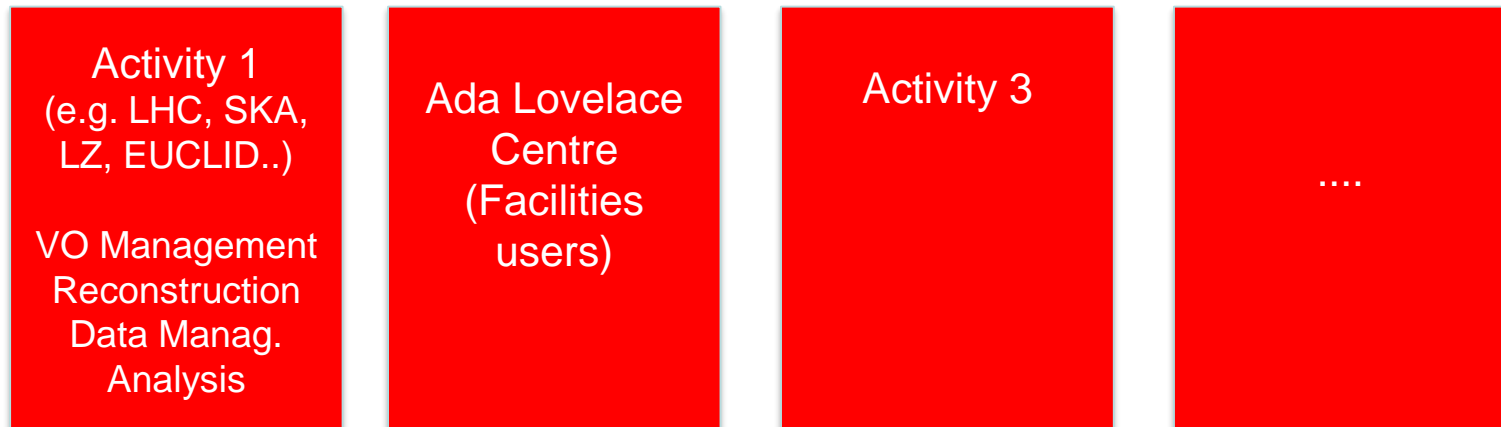 Activity 1
(e.g. LHC, SKA,
LZ, EUCLID..)
VO Management
Reconstruction
Data Manag.
Analysis
Ada Lovelace
Centre
(Facilities
users)
Activity 3
....